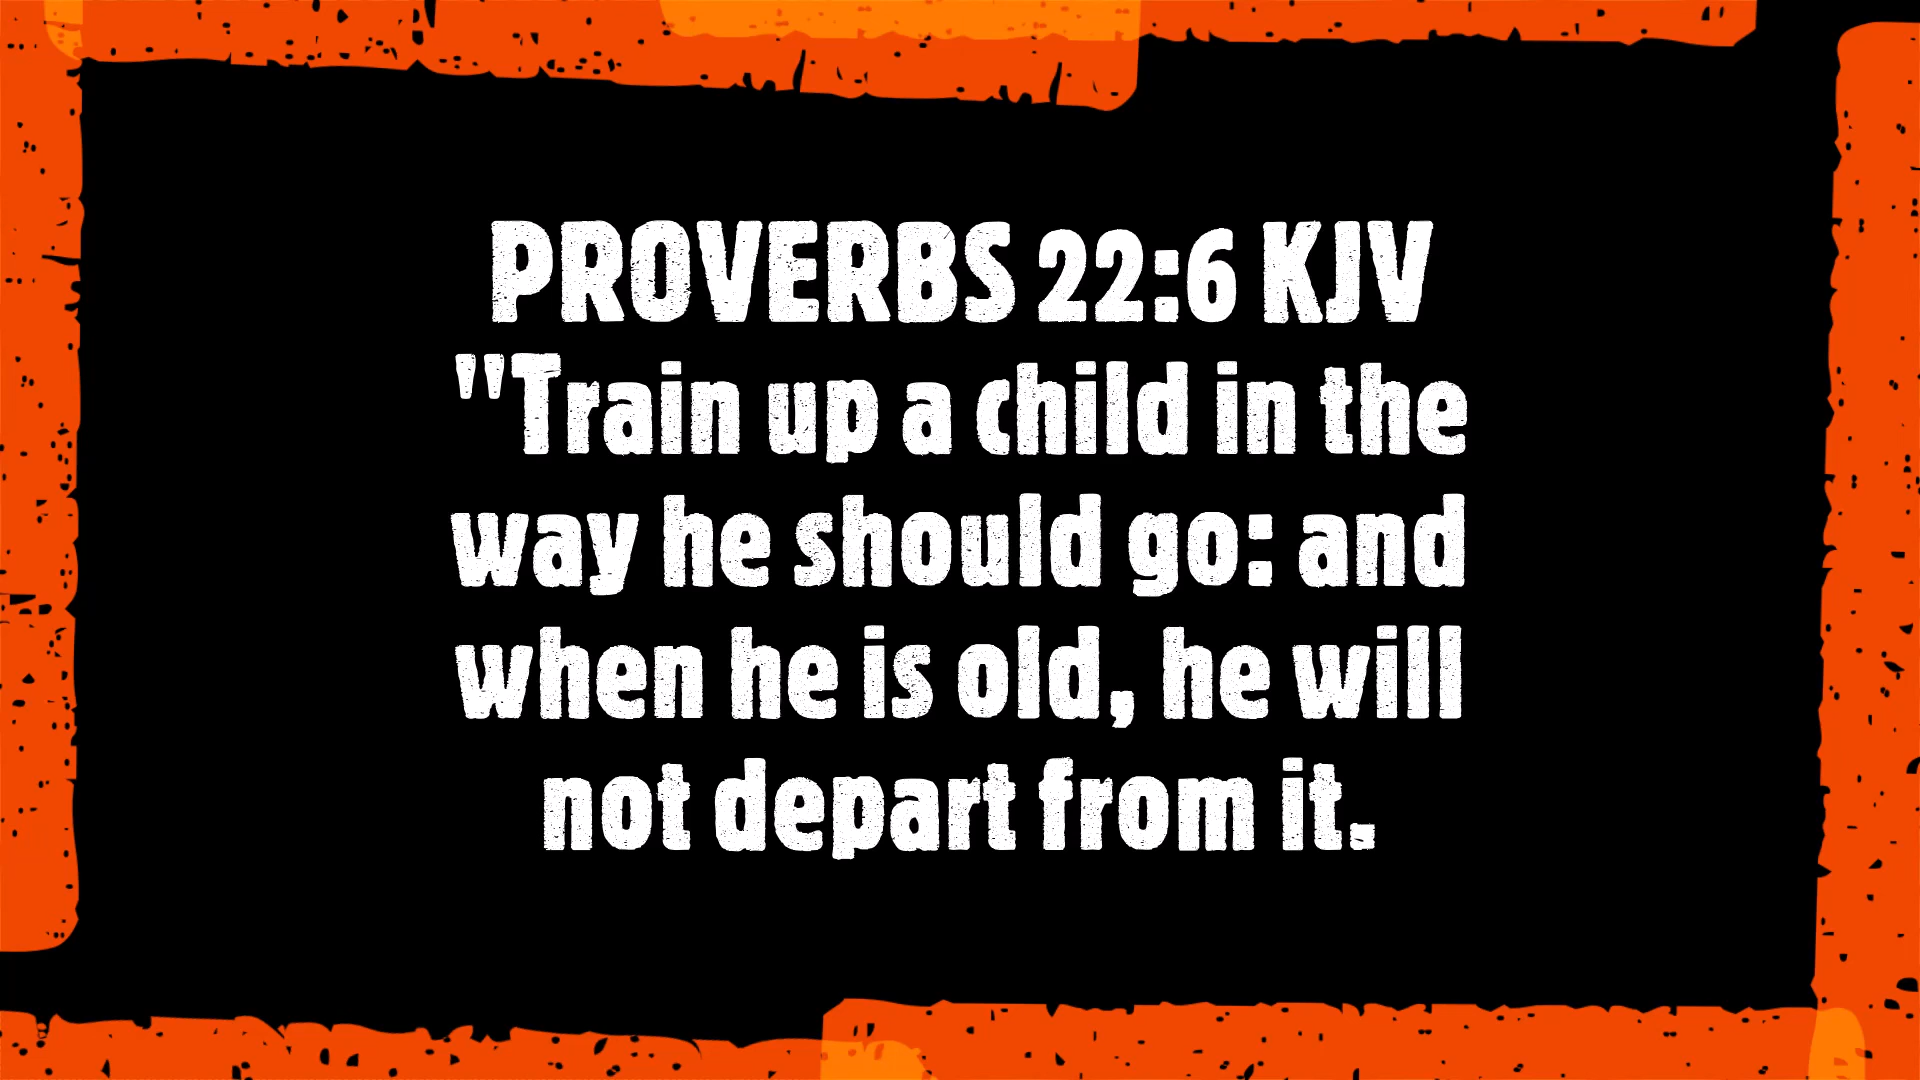 PROVERBS 22:6 KJV
"Train up a child in the
way he should go: and
when he is old, he will
not depart from it.